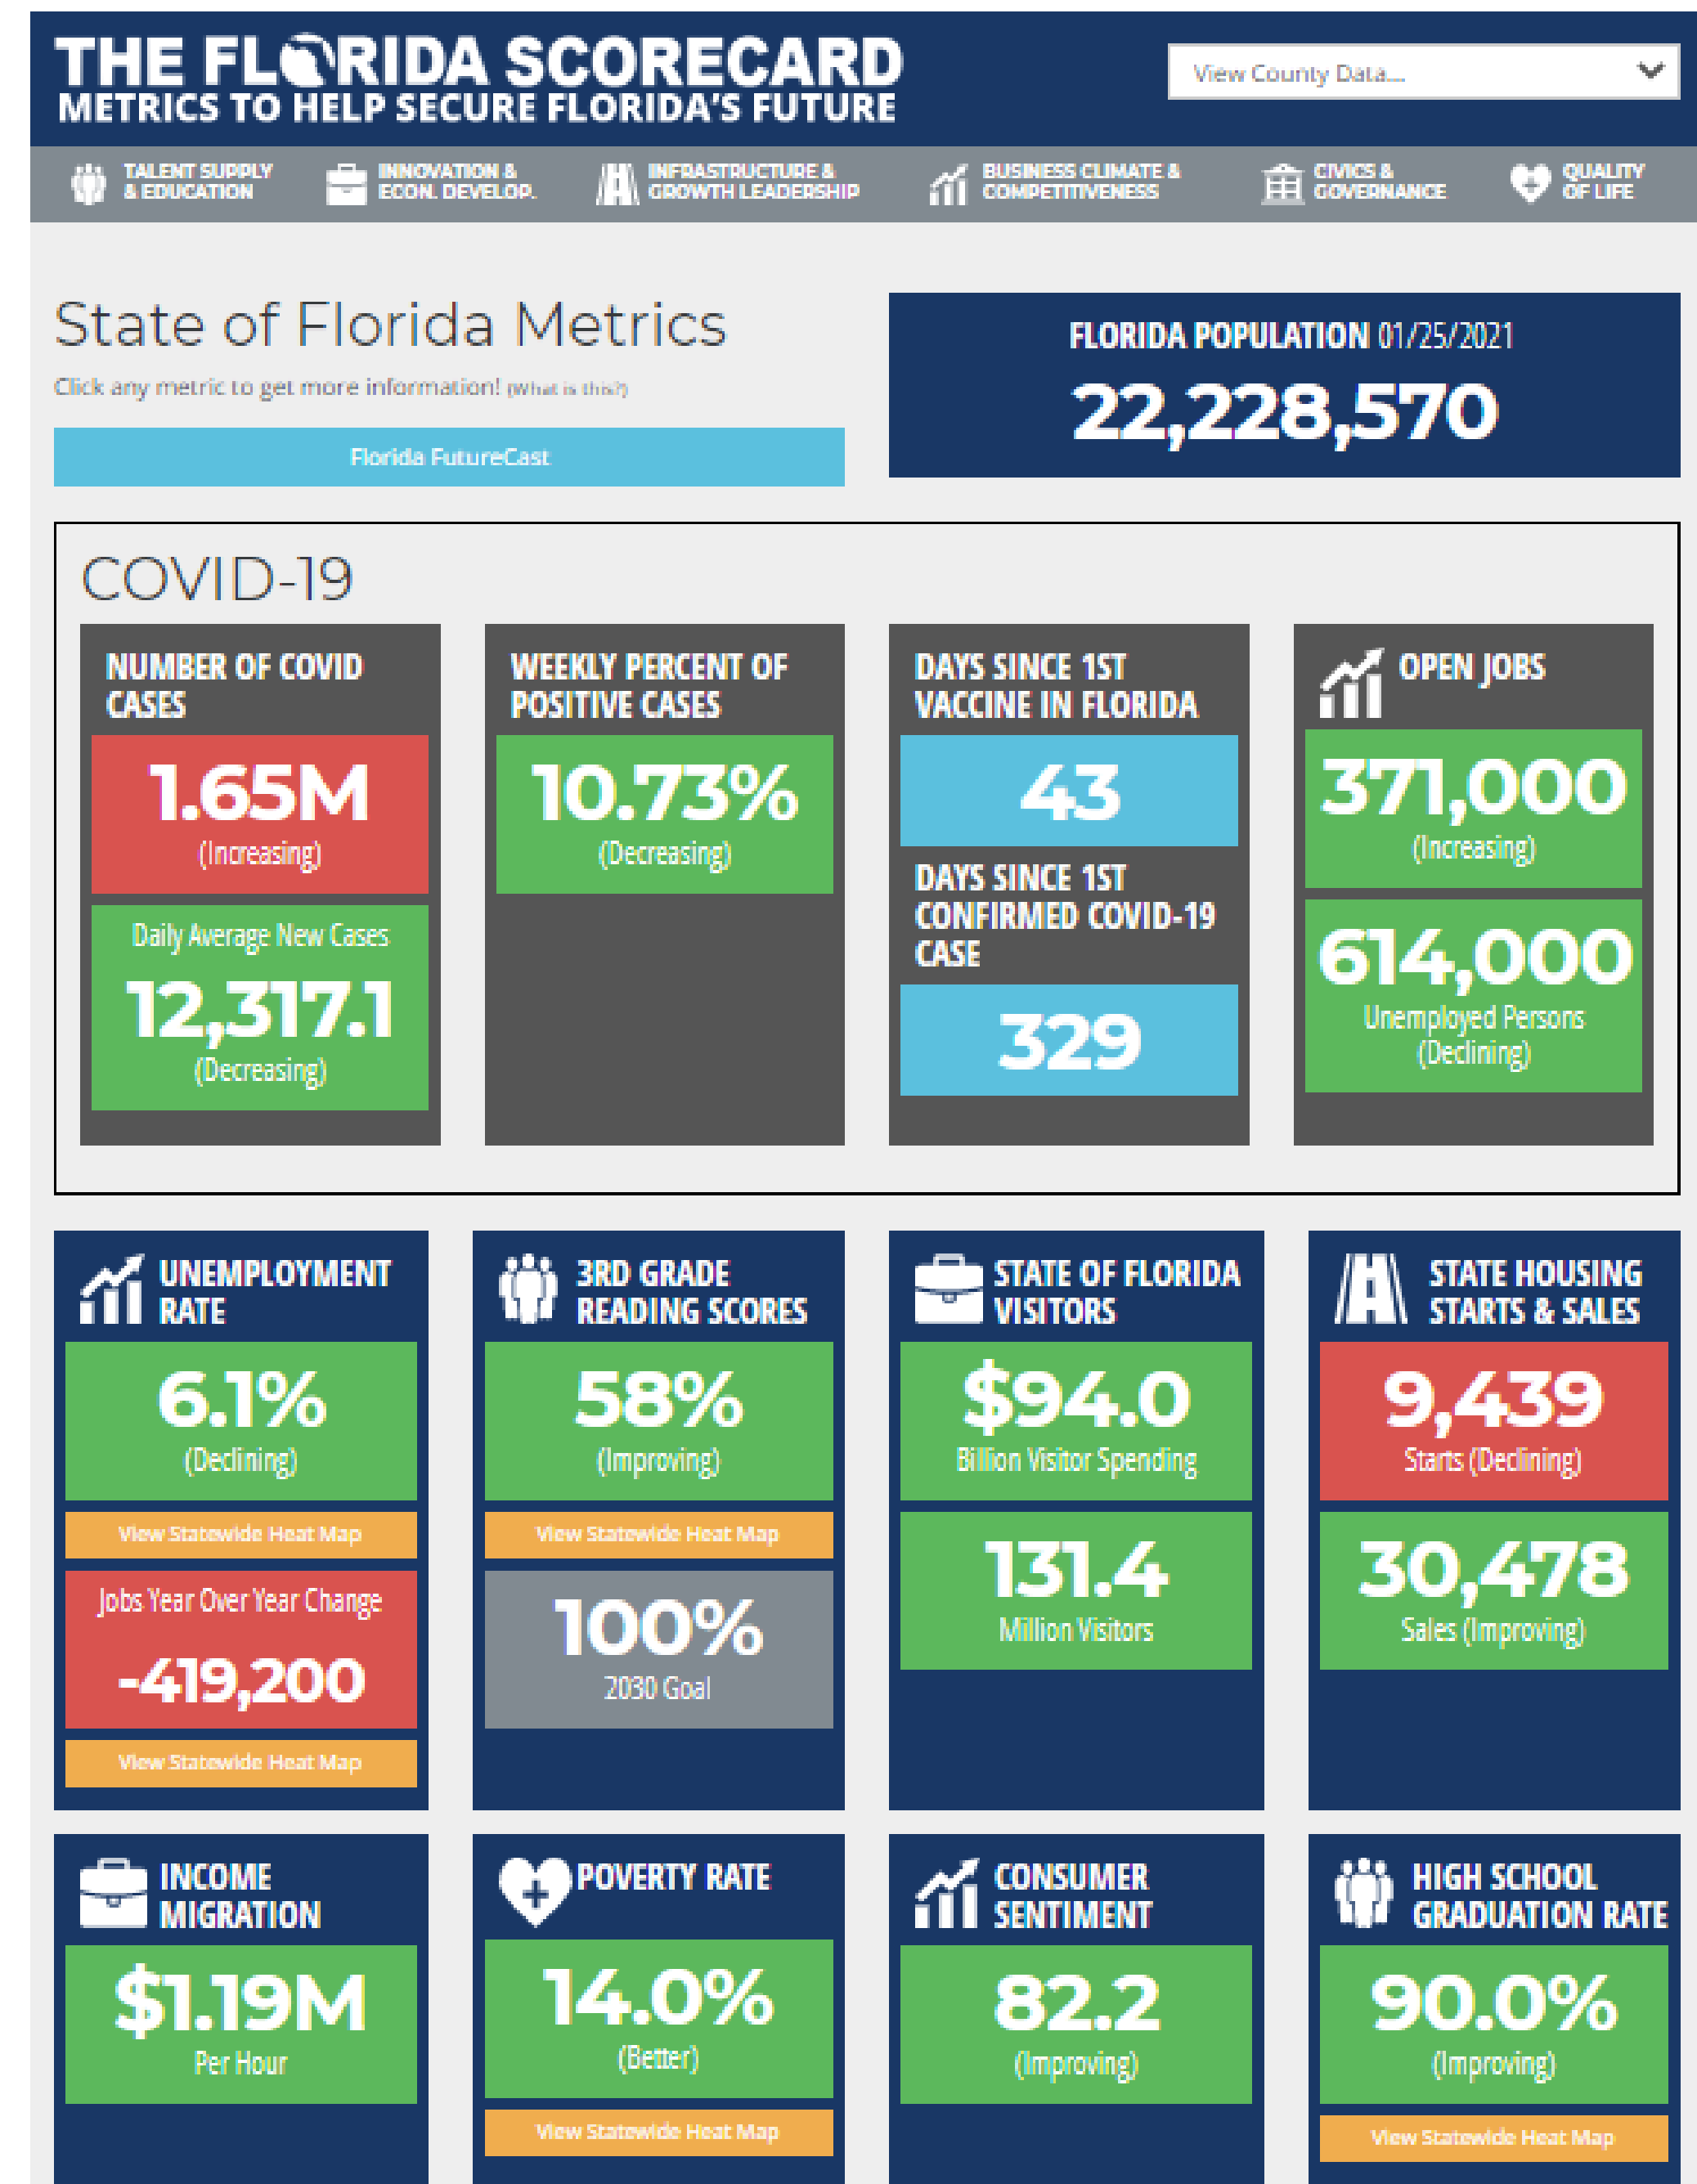 THE FLORIDA SCORECARD
METRICS TO HELP SECURE FLORIDA'S FUTURE
View County Data...
TALENT SUPPLY
& EDUCATION
INNOVATION &
ECON. DEVELOP.
INFRASTRUCTURE &
GROWTH LEADERSHIP
BUSINESS CLIMATE &
COMPETITIVENESS
CIVICS &
GOVERNANCE
QUALITY
OF LIFE
State of Florida Metrics
Click any metric to get more information! (What is this?)
Florida FutureCast
FLORIDA POPULATION 01/25/2021
22,228,570
COVID-19
NUMBER OF COVID
CASES
1.65M
(Increasing)
Daily Average New Cases
12,317.1
(Decreasing)
WEEKLY PERCENT OF
POSITIVE CASES
10.73%
(Decreasing)
DAYS SINCE 1ST
VACCINE IN FLORIDA
43
DAYS SINCE 1ST
CONFIRMED COVID-19
CASE
329
OPEN JOBS
371,000
(Increasing)
614,000
Unemployed Persons
(Declining)
UNEMPLOYMENT
RATE
6.1%
(Declining)
View Statewide Heat Map
Jobs Year Over Year Change
-419,200
View Statewide Heat Map
3RD GRADE
READING SCORES
58%
(Improving)
View Statewide Heat Map
100%
2030 Goal
STATE OF FLORIDA
VISITORS
$94.0
Billion Visitor Spending
131.4
Million Visitors
STATE HOUSING
STARTS & SALES
9,439
Starts (Declining)
30,478
Sales (Improving)
INCOME
MIGRATION
$1.19M
Per Hour
POVERTY RATE
14.0%
(Better)
View Statewide Heat Map
CONSUMER
SENTIMENT
82.2
(Improving)
HIGH SCHOOL
GRADUATION RATE
90.0%
(Improving)
View Statewide Heat Map